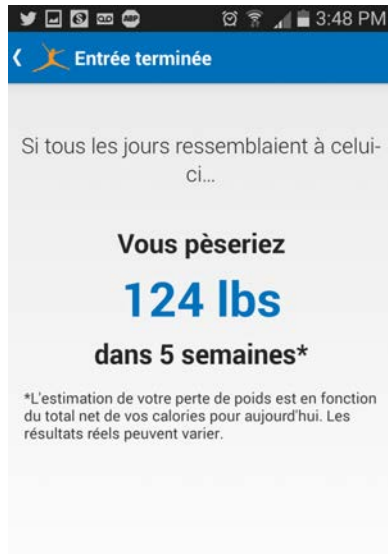 3:48 PM
Entrée terminée
Si tous les jours ressemblaient à celui-
ci...
Vous pèseriez
124 lbs
dans 5 semaines*
*L'estimation de votre perte de poids est en fonction
du total net de vos calories pour aujourd'hui. Les
résultats réels peuvent varier.